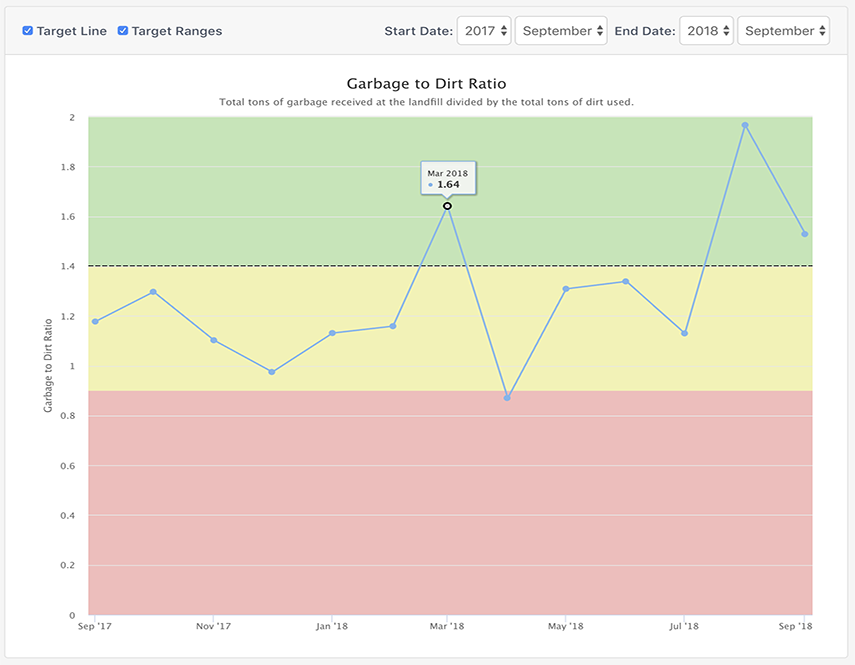 Target Line Target Ranges Start Date: 2017 September End Date: 2018 September
Garbage to Dirt Ratio
Total tons of garbage received at the landfill divided by the total tons of dirt used.
Garbage to Dirt Ratio
2
1.8
1.6
1.4
1.2
1
0.8
0.6
0.4
0.2
0
Mar 2018
1.64
Sep '17 Nov '17 Jan '18 Mar '18 May '18 Jul '18 Sep '18